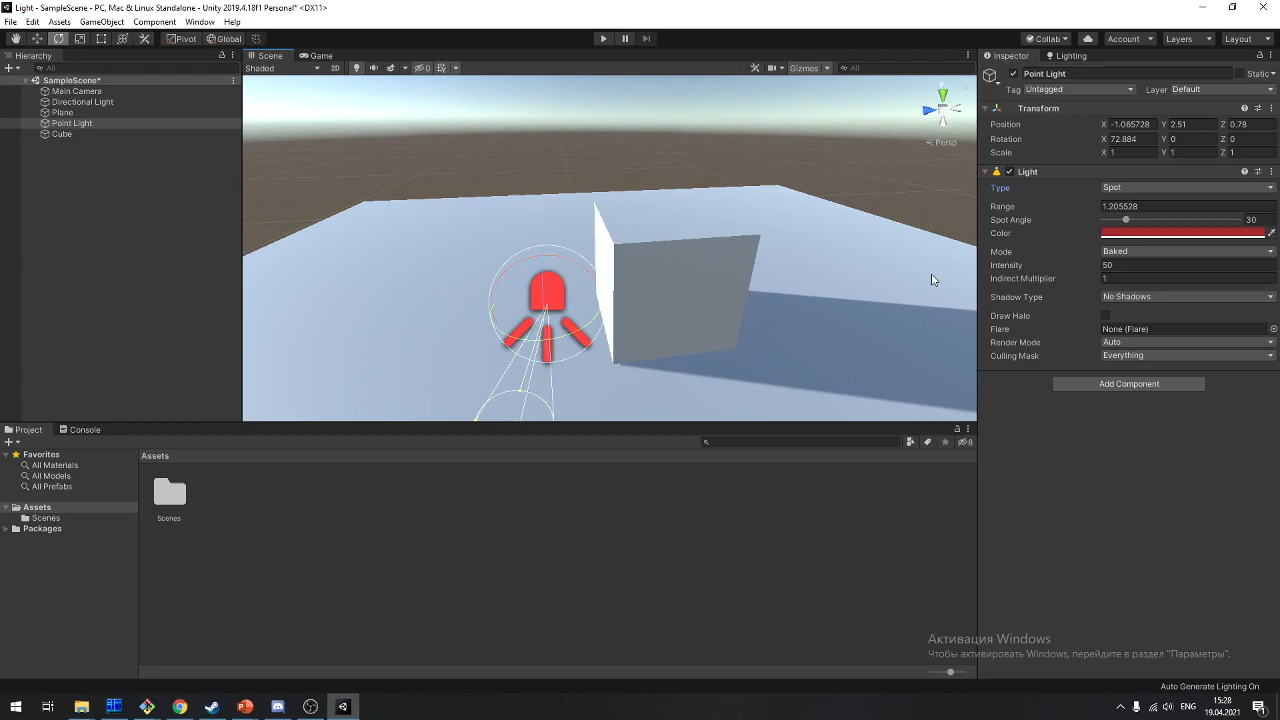 Light - SampleScene - PC, Mac & Linux Standalone - Unity 2019.4.18f1 Personal* <DX11>
File Edit Assets GameObject Component Window Help
Pivot Global Collab Account Layers Layout
Hierarchy Scene Game Inspector Lighting
All Shaded 2D 0 Gizmos All
SampleScene*
Main Camera
Directional Light
Plane
Point Light
Cube
y
Persp
Point Light Static
Tag Untagged Layer Default
Transform
Position X -1.065728 Y 2.51 Z 0.78
Rotation X 72.884 Y 0 Z 0
Scale X 1 Y 1 Z 1
Light
Type Spot
Range 1.205528
Spot Angle 30
Color
Mode Baked
Intensity 50
Indirect Multiplier 1
Shadow Type No Shadows
Draw Halo
Flare None (Flare)
Render Mode Auto
Culling Mask Everything
Add Component
Project Console
8
Favorites
All Materials
All Models
All Prefabs
Assets
Scenes
Packages
Assets
Scenes
Активация Windows
Чтобы активировать Windows, перейдите в раздел "Параметры".
Auto Generate Lighting On
ENG 15:28
19.04.2021
1